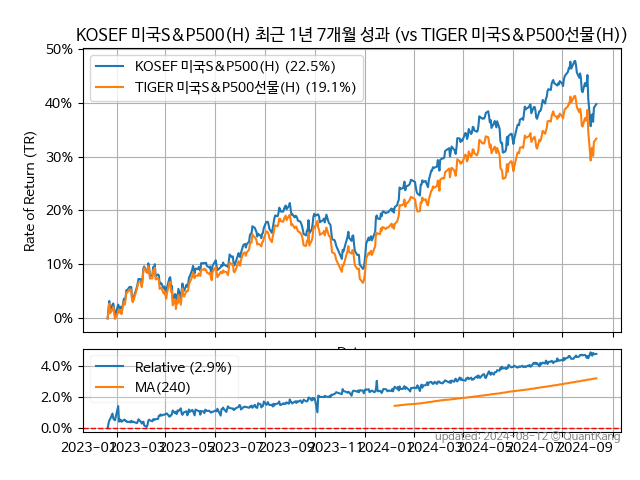 KOSEF 미국S&P500(H) 최근 1년 7개월 성과 (vs TIGER 미국S&P500선물(H))
50%
40%
30%
20%
10%
0%
Rate of Return (TR)
KOSEF 미국S&P500(H) (22.5%)
TIGER 미국S&P500선물(H) (19.1%)
4.0%
2.0%
0.0%
Relative (2.9%)
MA(240)
updated: 2024-08-12 © QuantKang
2023-01 2023-03 2023-05 2023-07 2023-09 2023-11 2024-01 2024-03 2024-05 2024-07 2024-09